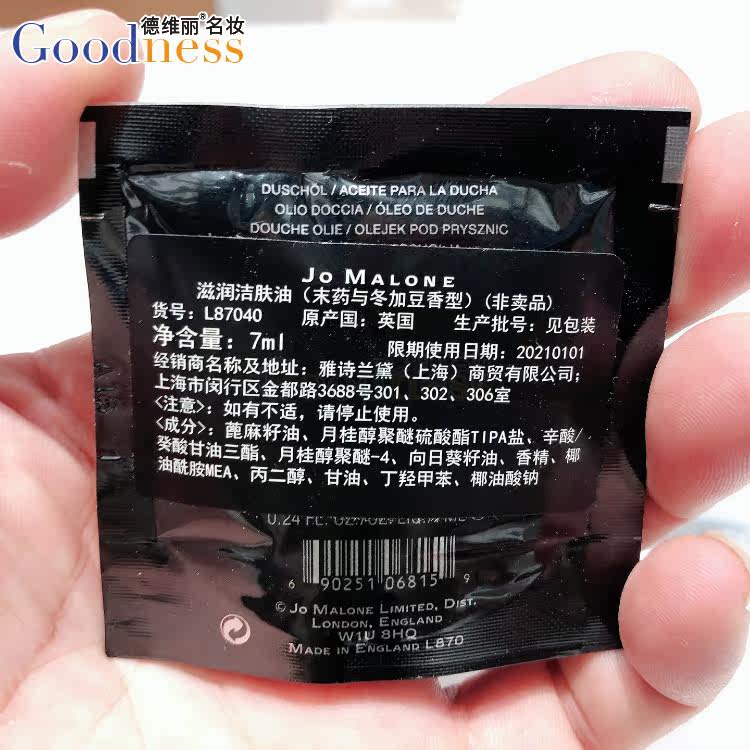 德维丽®名妆
Goodness
DUSCHÖL / ACEITE PARA LA DUCHA
OLIO DOCCIA / ÓLEO DE DUCHE
DOUCHE OLIE / OLEJEK POD PRYSZNIC
JO MALONE
滋润洁肤油（末药与冬加豆香型）(非卖品)
货号：L87040 原产国：英国 生产批号：见包装
净含量：7ml 限期使用日期：20210101
经销商名称及地址：雅诗兰黛（上海）商贸有限公司；
上海市闵行区金都路3688号301、302、306室
<注意>：如有不适，请停止使用。
<成分>：蓖麻籽油、月桂醇聚醚硫酸酯TIPA盐、辛酸/
癸酸甘油三酯、月桂醇聚醚-4、向日葵籽油、香精、椰
油酰胺MEA、丙二醇、甘油、丁羟甲苯、椰油酸钠
0.24 FL.
6 90251 06815 9
© JO MALONE LIMITED, DIST.
LONDON, ENGLAND
W1U 8HQ
MADE IN ENGLAND L870